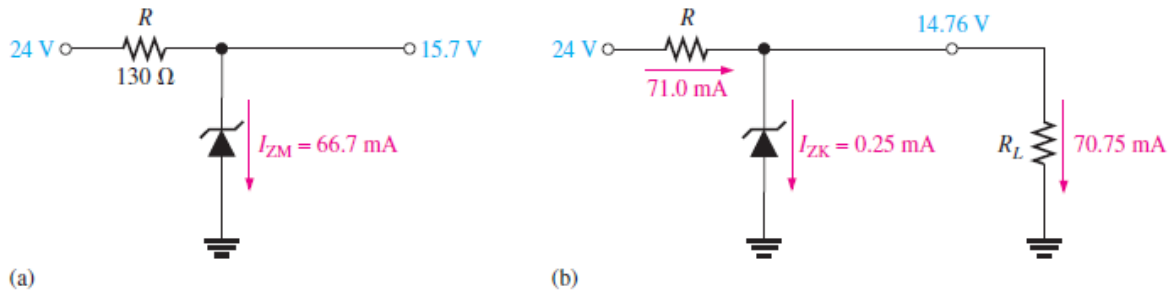 R
24 V
15.7 V
130 Ω
I_ZM = 66.7 mA
(a)
R
14.76 V
24 V
71.0 mA
I_ZK = 0.25 mA
R_L
70.75 mA
(b)